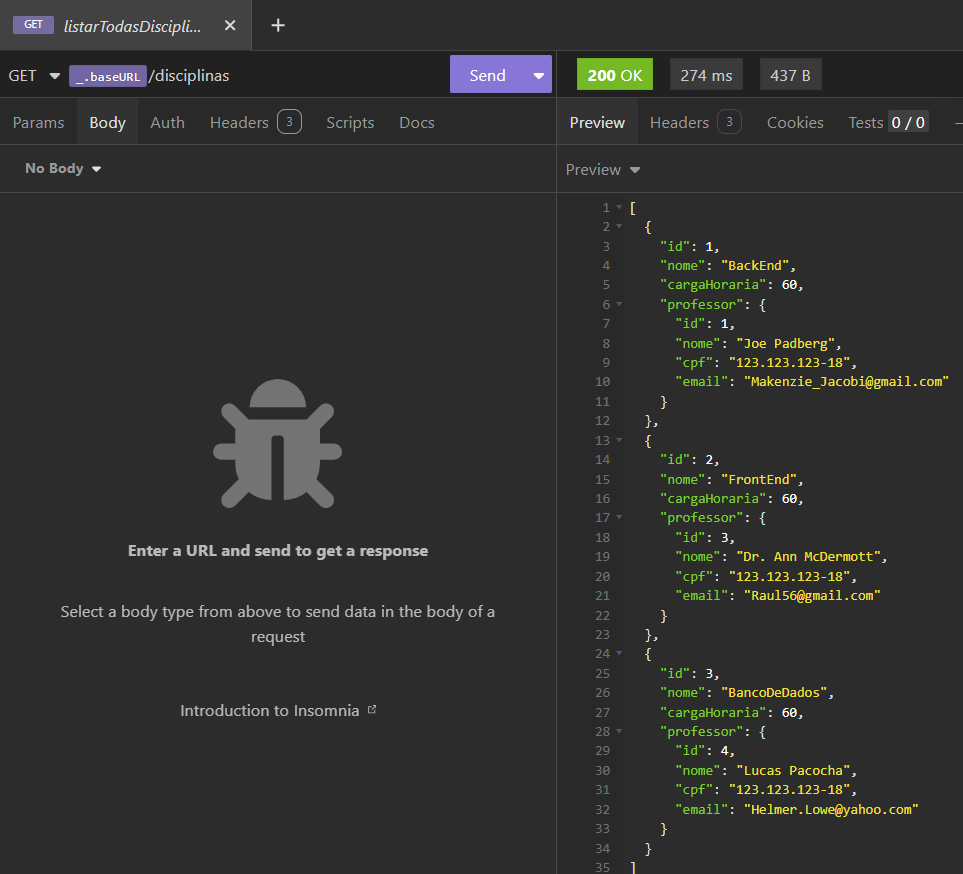 GET listarTodasDiscipli...
GET _.baseURL /disciplinas Send
200 OK 274 ms 437 B
Params Body Auth Headers 3 Scripts Docs
Preview Headers 3 Cookies Tests 0 / 0
No Body
Preview
Enter a URL and send to get a response
Select a body type from above to send data in the body of a
request
Introduction to Insomnia
1 [
2 {
3 "id": 1,
4 "nome": "BackEnd",
5 "cargaHoraria": 60,
6 "professor": {
7 "id": 1,
8 "nome": "Joe Padberg",
9 "cpf": "123.123.123-18",
10 "email": "Makenzie_Jacobi@gmail.com"
11 }
12 },
13 {
14 "id": 2,
15 "nome": "FrontEnd",
16 "cargaHoraria": 60,
17 "professor": {
18 "id": 3,
19 "nome": "Dr. Ann McDermott",
20 "cpf": "123.123.123-18",
21 "email": "Raul56@gmail.com"
22 }
23 },
24 {
25 "id": 3,
26 "nome": "BancoDeDados",
27 "cargaHoraria": 60,
28 "professor": {
29 "id": 4,
30 "nome": "Lucas Pacocha",
31 "cpf": "123.123.123-18",
32 "email": "Helmer.Lowe@yahoo.com"
33 }
34 }
35 ]